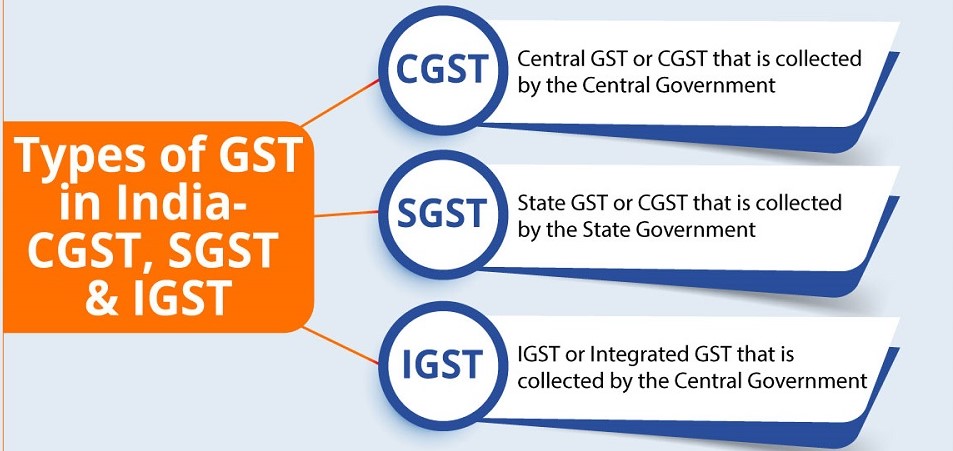 Types of GST
in India-
CGST, SGST
& IGST
CGST
Central GST or CGST that is collected
by the Central Government
SGST
State GST or CGST that is collected
by the State Government
IGST
IGST or Integrated GST that is
collected by the Central Government